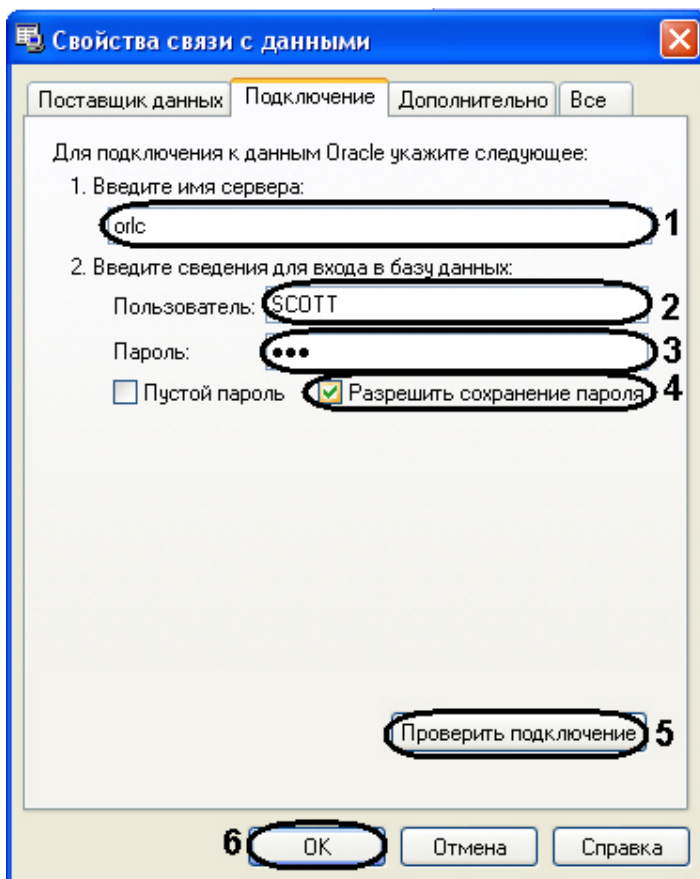 Свойства связи с данными
Поставщик данных Подключение Дополнительно Все
Для подключения к данным Oracle укажите следующее:
1. Введите имя сервера:
orlc 1
2. Введите сведения для входа в базу данных:
Пользователь: SCOTT 2
Пароль: ••• 3
Пустой пароль Разрешить сохранение пароля 4
Проверить подключение 5
6 OK Отмена Справка